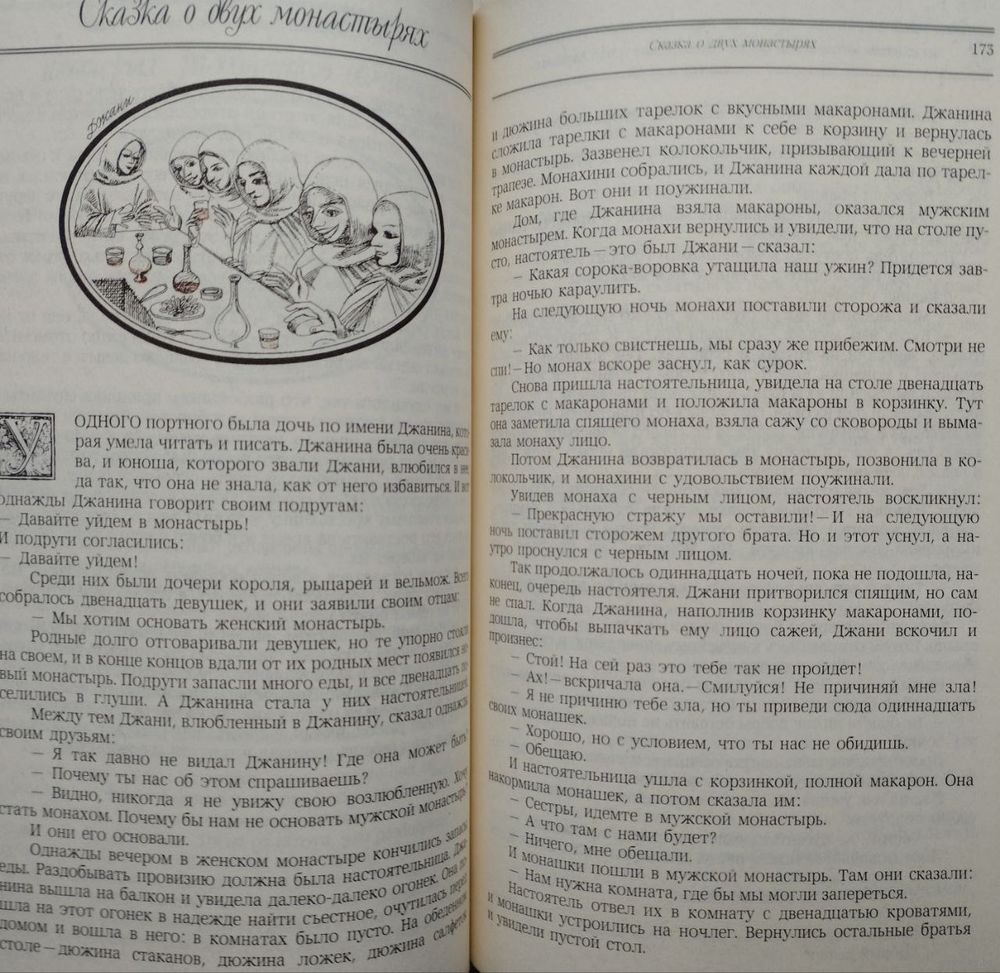 Сказка о двух монастырях
Джани
У
ОДНОГО портного была дочь по имени Джанина, кото-
рая умела читать и писать. Джанина была очень краси-
ва, и юноша, которого звали Джани, влюбился в нее
да так, что она не знала, как от него избавиться. И вот
однажды Джанина говорит своим подругам:
— Давайте уйдем в монастырь!
И подруги согласились:
— Давайте уйдем!
Среди них были дочери короля, рыцарей и вельмож. Всего
собралось двенадцать девушек, и они заявили своим отцам:
— Мы хотим основать женский монастырь.
Родные долго отговаривали девушек, но те упорно стояли
на своем, и в конце концов вдали от их родных мест появился но-
вый монастырь. Подруги запасли много еды, и все двенадцать по-
селились в глуши. А Джанина стала у них настоятельницей.
Между тем Джани, влюбленный в Джанину, сказал однажды
своим друзьям:
— Я так давно не видал Джанину! Где она может быть
— Почему ты нас об этом спрашиваешь?
— Видно, никогда я не увижу свою возлюбленную. Хочу
стать монахом. Почему бы нам не основать мужской монастырь?
И они его основали.
Однажды вечером в женском монастыре кончились запасы
еды. Раздобывать провизию должна была настоятельница. Джа-
нина вышла на балкон и увидела далеко-далеко огонек. Она по-
шла на этот огонек в надежде найти съестное, очутилась перед
домом и вошла в него: в комнатах было пусто. На обеденном
столе — дюжина стаканов, дюжина ложек, дюжина салфеток
Сказка о двух монастырях
173
и дюжина больших тарелок с вкусными макаронами. Джанина
сложила тарелки с макаронами к себе в корзину и вернулась
в монастырь. Зазвенел колокольчик, призывающий к вечерней
трапезе. Монахини собрались, и Джанина каждой дала по тарел-
ке макарон. Вот они и поужинали.
Дом, где Джанина взяла макароны, оказался мужским
монастырем. Когда монахи вернулись и увидели, что на столе пу-
сто, настоятель — это был Джани — сказал:
— Какая сорока-воровка утащила наш ужин? Придется зав-
тра ночью караулить.
На следующую ночь монахи поставили сторожа и сказали
ему:
— Как только свистнешь, мы сразу же прибежим. Смотри не
спи! — Но монах вскоре заснул, как сурок.
Снова пришла настоятельница, увидела на столе двенадцать
тарелок с макаронами и положила макароны в корзинку. Тут
она заметила спящего монаха, взяла сажу со сковороды и выма-
зала монаху лицо.
Потом Джанина возвратилась в монастырь, позвонила в ко-
локольчик, и монахини с удовольствием поужинали.
Увидев монаха с черным лицом, настоятель воскликнул:
— Прекрасную стражу мы оставили! — И на следующую
ночь поставил сторожем другого брата. Но и этот уснул, а на-
утро проснулся с черным лицом.
Так продолжалось одиннадцать ночей, пока не подошла, на-
конец, очередь настоятеля. Джани притворился спящим, но сам
не спал. Когда Джанина, наполнив корзинку макаронами, по-
дошла, чтобы выпачкать ему лицо сажей, Джани вскочил и
произнес:
— Стой! На сей раз это тебе так не пройдет!
— Ах! — вскричала она. — Смилуйся! Не причиняй мне зла!
— Я не причиню тебе зла, но ты приведи сюда одиннадцать
своих монашек.
— Хорошо, но с условием, что ты нас не обидишь.
— Обещаю.
И настоятельница ушла с корзинкой, полной макарон. Она
накормила монашек, а потом сказала им:
— Сестры, идемте в мужской монастырь.
— А что там с нами будет?
— Ничего, мне обещали.
И монашки пошли в мужской монастырь. Там они сказали:
— Нам нужна комната, где бы мы могли запереться.
Настоятель отвел их в комнату с двенадцатью кроватями,
и монашки устроились на ночлег. Вернулись остальные братья
и увидели пустой стол.